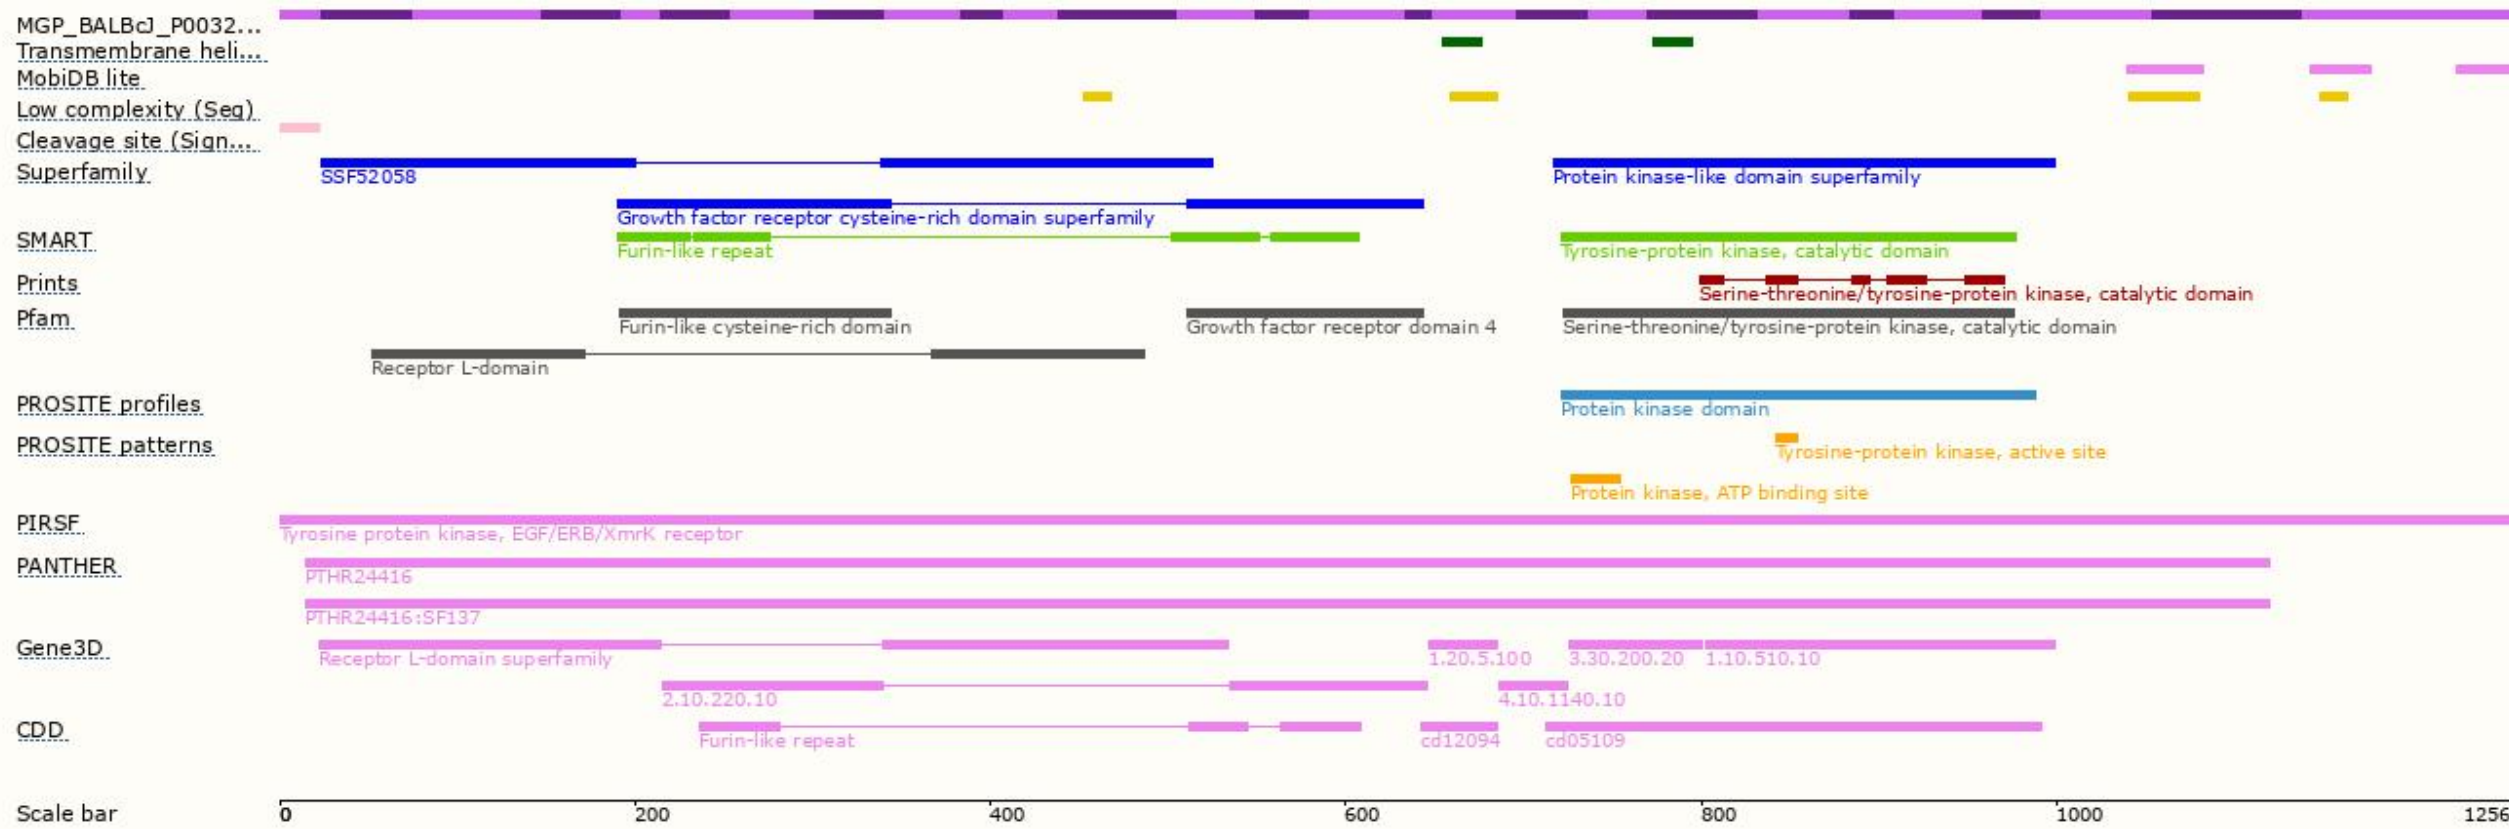 MGP_BALBcJ_P0032...
Transmembrane heli...
MobiDB lite
Low complexity (Seg)
Cleavage site (Sign...
Superfamily
SSF52058
Protein kinase-like domain superfamily
Growth factor receptor cysteine-rich domain superfamily
SMART
Furin-like repeat
Tyrosine-protein kinase, catalytic domain
Prints
Serine-threonine/tyrosine-protein kinase, catalytic domain
Pfam
Furin-like cysteine-rich domain
Growth factor receptor domain 4
Serine-threonine/tyrosine-protein kinase, catalytic domain
Receptor L-domain
PROSITE profiles
Protein kinase domain
PROSITE patterns
Tyrosine-protein kinase, active site
Protein kinase, ATP binding site
PIRSF
Tyrosine protein kinase, EGF/ERB/XmrK receptor
PANTHER
PTHR24416
PTHR24416:SF137
Gene3D
Receptor L-domain superfamily
1.20.5.100
3.30.200.20
1.10.510.10
2.10.220.10
4.10.1140.10
CDD
Furin-like repeat
cd12094
cd05109
Scale bar
0 200 400 600 800 1000 1256